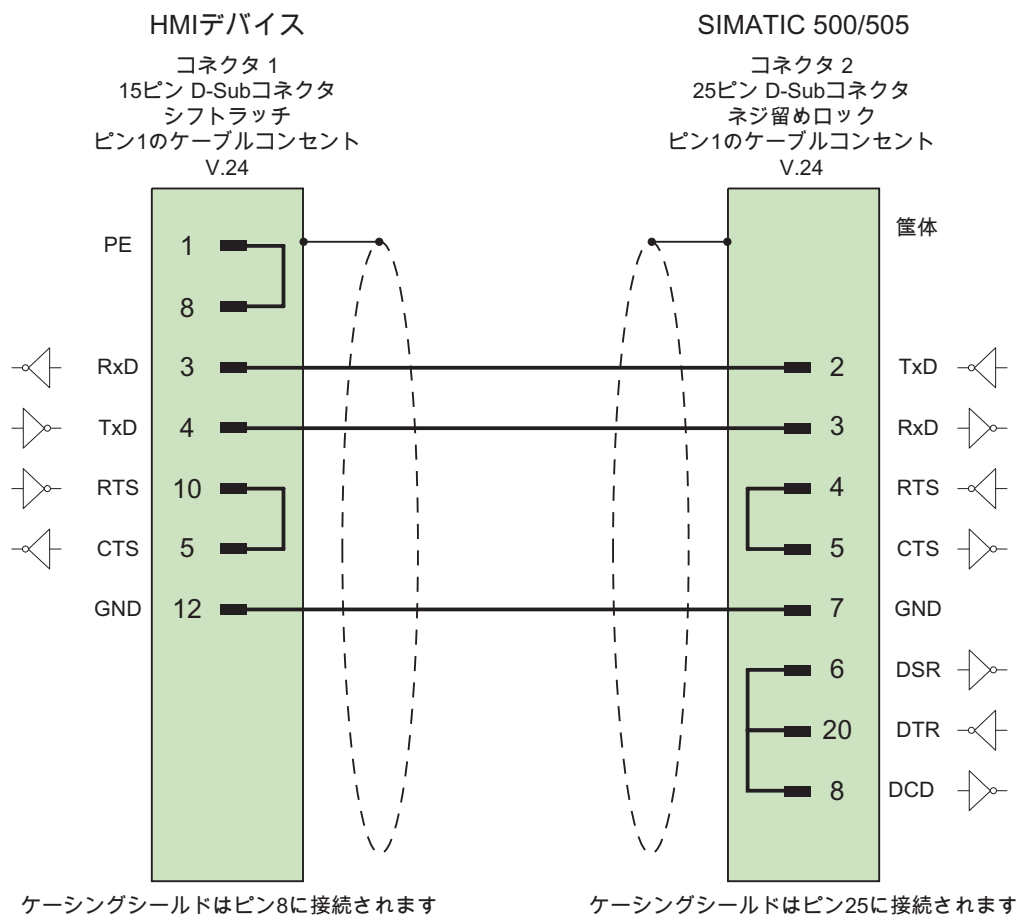 HMIデバイス
コネクタ 1
15ピン D-Subコネクタ
シフトラッチ
ピン1のケーブルコンセント
V.24
SIMATIC 500/505
コネクタ 2
25ピン D-Subコネクタ
ネジ留めロック
ピン1のケーブルコンセント
V.24
筐体
PE 1
8
RxD 3 2 TxD
TxD 4 3 RxD
RTS 10 4 RTS
CTS 5 5 CTS
GND 12 7 GND
6 DSR
20 DTR
8 DCD
ケーシングシールドはピン8に接続されます
ケーシングシールドはピン25に接続されます